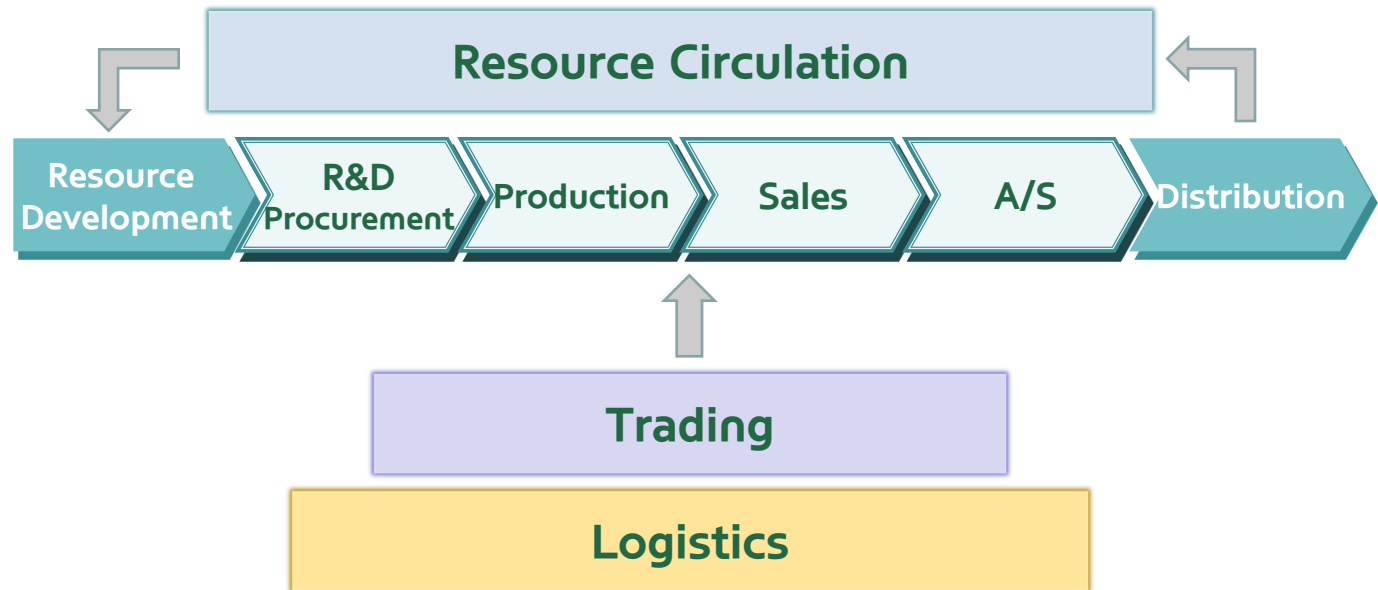 Resource Circulation
Resource
Development
R&D
Procurement
Production
Sales
A/S
Distribution
Trading
Logistics